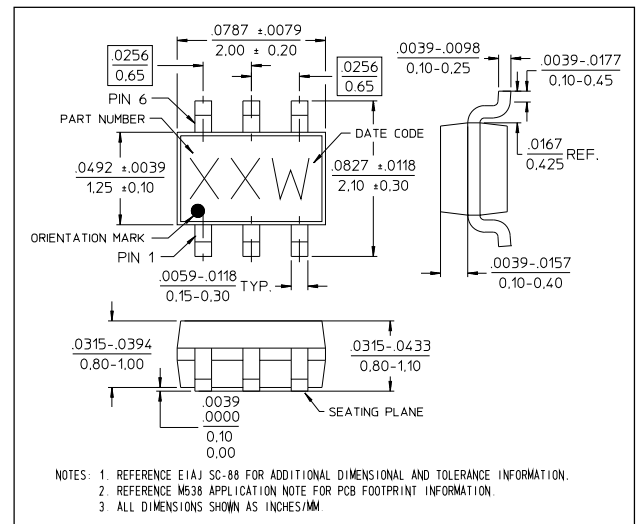 .0787 ±.0079
2.00 ± 0.20
.0256
0.65
.0256
0.65
.0039-.0098
0,10-0,25
.0039-.0177
0,10-0,45
PIN 6
PART NUMBER
DATE CODE
.0167
0,425 REF.
.0492 ±.0039
1,25 ±0,10
XXW
.0827 ±.0118
2,10 ±0,30
ORIENTATION MARK
PIN 1
.0059-.0118
0,15-0,30 TYP.
.0039-.0157
0,10-0,40
.0315-.0394
0,80-1,00
.0315-.0433
0,80-1,10
.0039
.0000
0,10
0,00
SEATING PLANE
NOTES: 1. REFERENCE EIAJ SC-88 FOR ADDITIONAL DIMENSIONAL AND TOLERANCE INFORMATION.
2. REFERENCE M538 APPLICATION NOTE FOR PCB FOOTPRINT INFORMATION.
3. ALL DIMENSIONS SHOWN AS INCHES/MM.